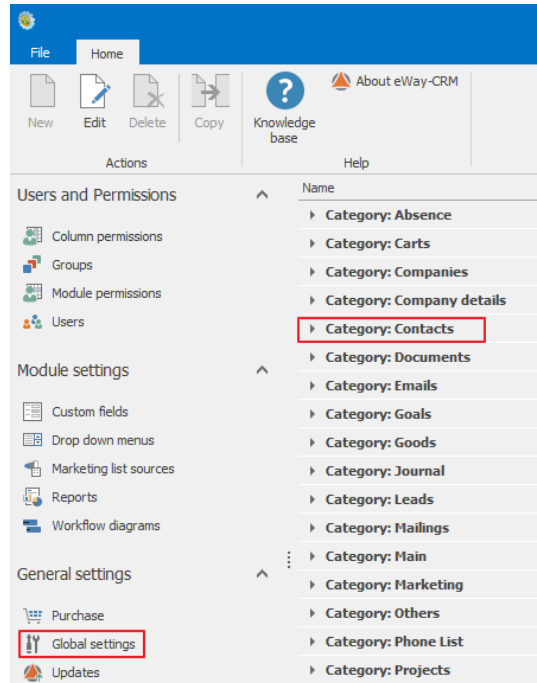 File
Home
New
Edit
Delete
Copy
Knowledge
base
About eWay-CRM
Actions
Help
Users and Permissions
Column permissions
Groups
Module permissions
Users
Module settings
Custom fields
Drop down menus
Marketing list sources
Reports
Workflow diagrams
General settings
Purchase
Global settings
Updates
Name
Category: Absence
Category: Carts
Category: Companies
Category: Company details
Category: Contacts
Category: Documents
Category: Emails
Category: Goals
Category: Goods
Category: Journal
Category: Leads
Category: Mailings
Category: Main
Category: Marketing
Category: Others
Category: Phone List
Category: Projects